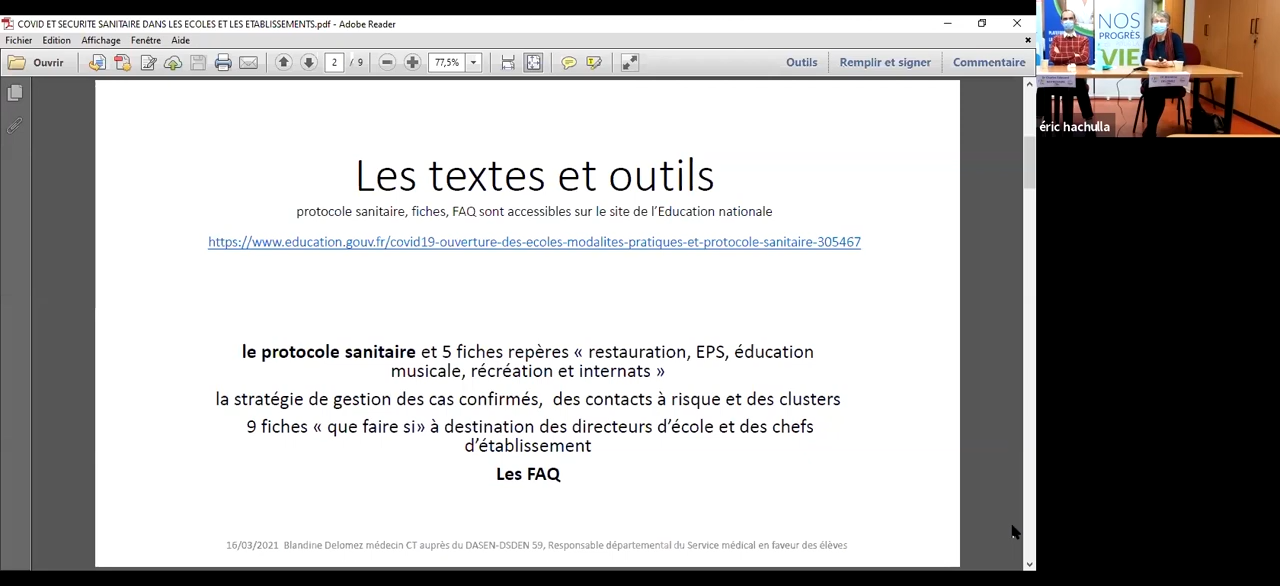 COVID ET SECURITE SANITAIRE DANS LES ECOLES ET LES ETABLISSEMENTS.pdf - Adobe Reader
Fichier Edition Affichage Fenêtre Aide
Ouvrir 2 / 9 77,5% Outils Remplir et signer Commentaire
NOS
PROGRÈS
VIE
éric hachulla
Les textes et outils
protocole sanitaire, fiches, FAQ sont accessibles sur le site de l’Education nationale
https://www.education.gouv.fr/covid19-ouverture-des-ecoles-modalites-pratiques-et-protocole-sanitaire-305467
le protocole sanitaire et 5 fiches repères « restauration, EPS, éducation
musicale, récréation et internats »
la stratégie de gestion des cas confirmés, des contacts à risque et des clusters
9 fiches « que faire si» à destination des directeurs d’école et des chefs
d’établissement
Les FAQ
16/03/2021 Blandine Delomez médecin CT auprès du DASEN-DSDEN 59, Responsable départemental du Service médical en faveur des élèves